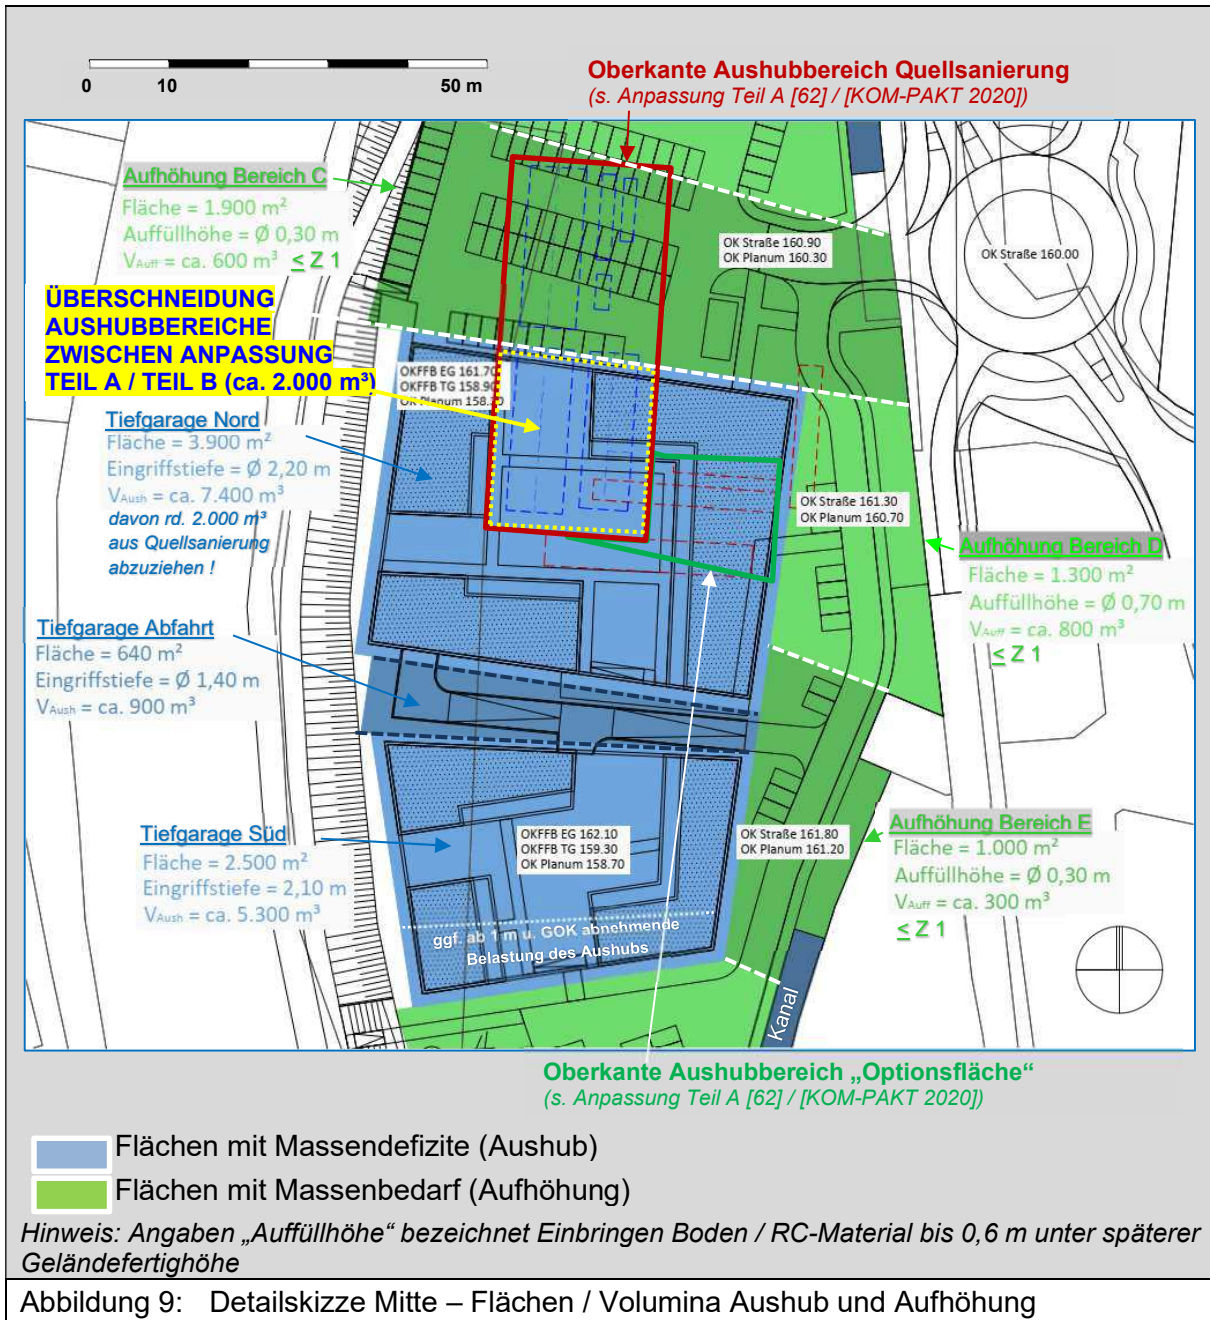 0 10 50 m
Oberkante Aushubbereich Quellsanierung
(s. Anpassung Teil A [62] / [KOM-PAKT 2020])
Aufhöhung Bereich C
Fläche = 1.900 m²
Auffüllhöhe = Ø 0,30 m
VAuff = ca. 600 m³ ≤ Z 1
OK Straße 160.90
OK Planum 160.30
OK Straße 160.00
ÜBERSCHNEIDUNG
AUSHUBBEREICHE
ZWISCHEN ANPASSUNG
TEIL A / TEIL B (ca. 2.000 m³)
OKFFB EG 161.70
OKFFB TG 158.90
OK Planum 158.
Tiefgarage Nord
Fläche = 3.900 m²
Eingriffstiefe = Ø 2,20 m
VAush = ca. 7.400 m³
davon rd. 2.000 m³
aus Quellsanierung
abzuziehen !
OK Straße 161.30
OK Planum 160.70
Aufhöhung Bereich D
Fläche = 1.300 m²
Auffüllhöhe = Ø 0,70 m
VAuff = ca. 800 m³
≤ Z 1
Tiefgarage Abfahrt
Fläche = 640 m²
Eingriffstiefe = Ø 1,40 m
VAush = ca. 900 m³
Tiefgarage Süd
Fläche = 2.500 m²
Eingriffstiefe = 2,10 m
VAush = ca. 5.300 m³
OKFFB EG 162.10
OKFFB TG 159.30
OK Planum 158.70
OK Straße 161.80
OK Planum 161.20
Aufhöhung Bereich E
Fläche = 1.000 m²
Auffüllhöhe = Ø 0,30 m
VAuff = ca. 300 m³
≤ Z 1
ggf. ab 1 m u. GOK abnehmende
Belastung des Aushubs
Kanal
Oberkante Aushubbereich „Optionsfläche“
(s. Anpassung Teil A [62] / [KOM-PAKT 2020])
Flächen mit Massendefizite (Aushub)
Flächen mit Massenbedarf (Aufhöhung)
Hinweis: Angaben „Auffüllhöhe“ bezeichnet Einbringen Boden / RC-Material bis 0,6 m unter späterer
Geländefertighöhe
Abbildung 9: Detailskizze Mitte – Flächen / Volumina Aushub und Aufhöhung